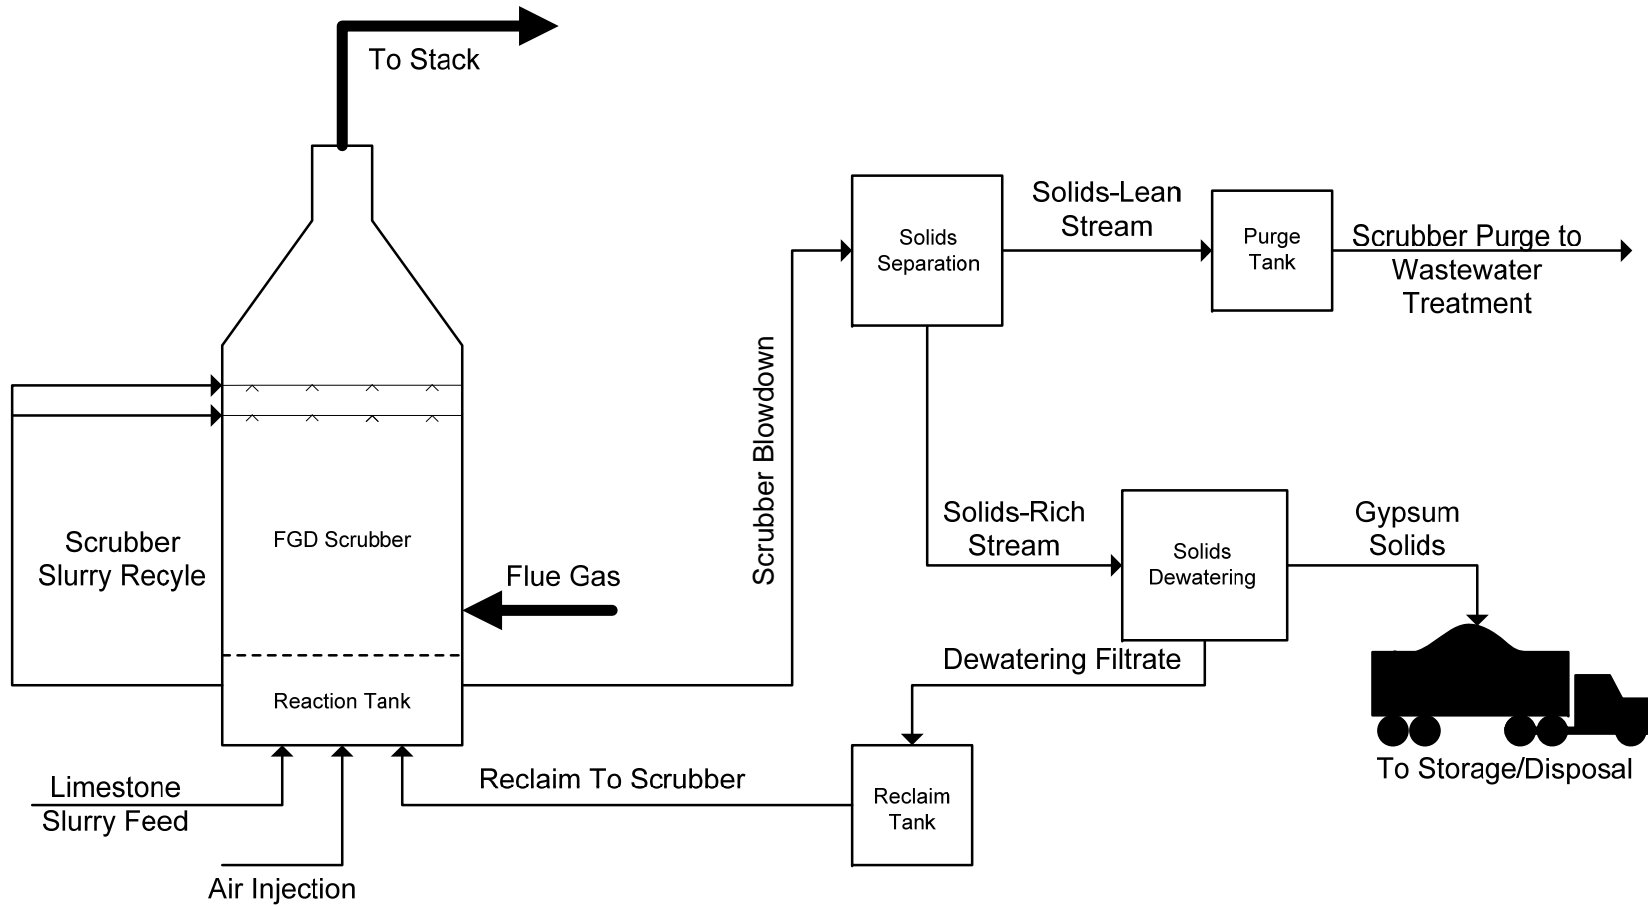 To Stack
Solids
Separation
Solids-Lean
Stream
Purge
Tank
Scrubber Purge to
Wastewater
Treatment
Scrubber Blowdown
Scrubber
Slurry Recyle
FGD Scrubber
Flue Gas
Reaction Tank
Solids-Rich
Stream
Solids
Dewatering
Gypsum
Solids
Dewatering Filtrate
To Storage/Disposal
Limestone
Slurry Feed
Air Injection
Reclaim To Scrubber
Reclaim
Tank